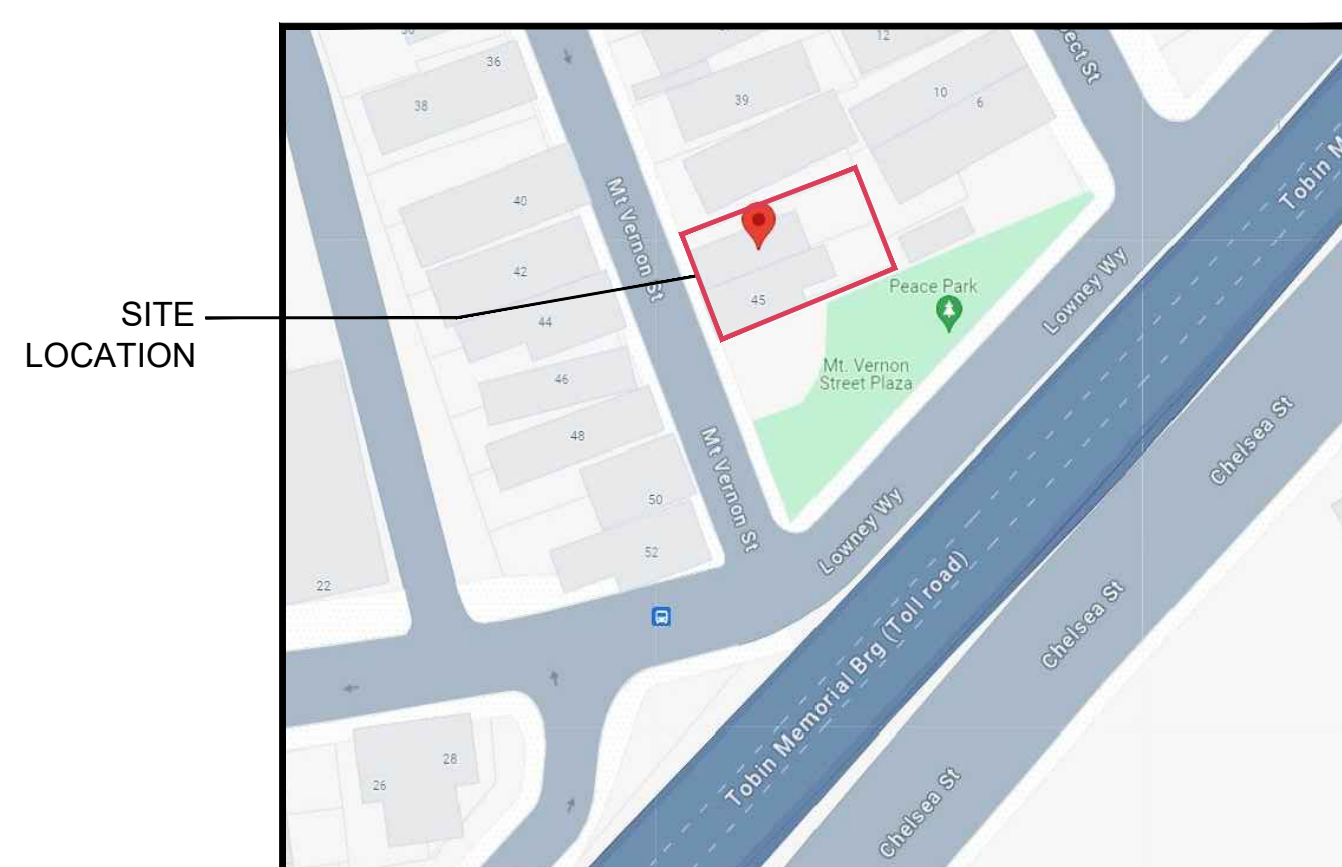 36
12
38
39
10
6
ect St
Tobin M
40
Mt Vernon St
42
SITE
LOCATION
45
Peace Park
Lowney Wy
44
Mt. Vernon
Street Plaza
46
48
Chelsea St
Mt Vernon St
50
Lowney Wy
52
22
Tobin Memorial Brg (Toll road)
Chelsea St
28
26
Chelsea St